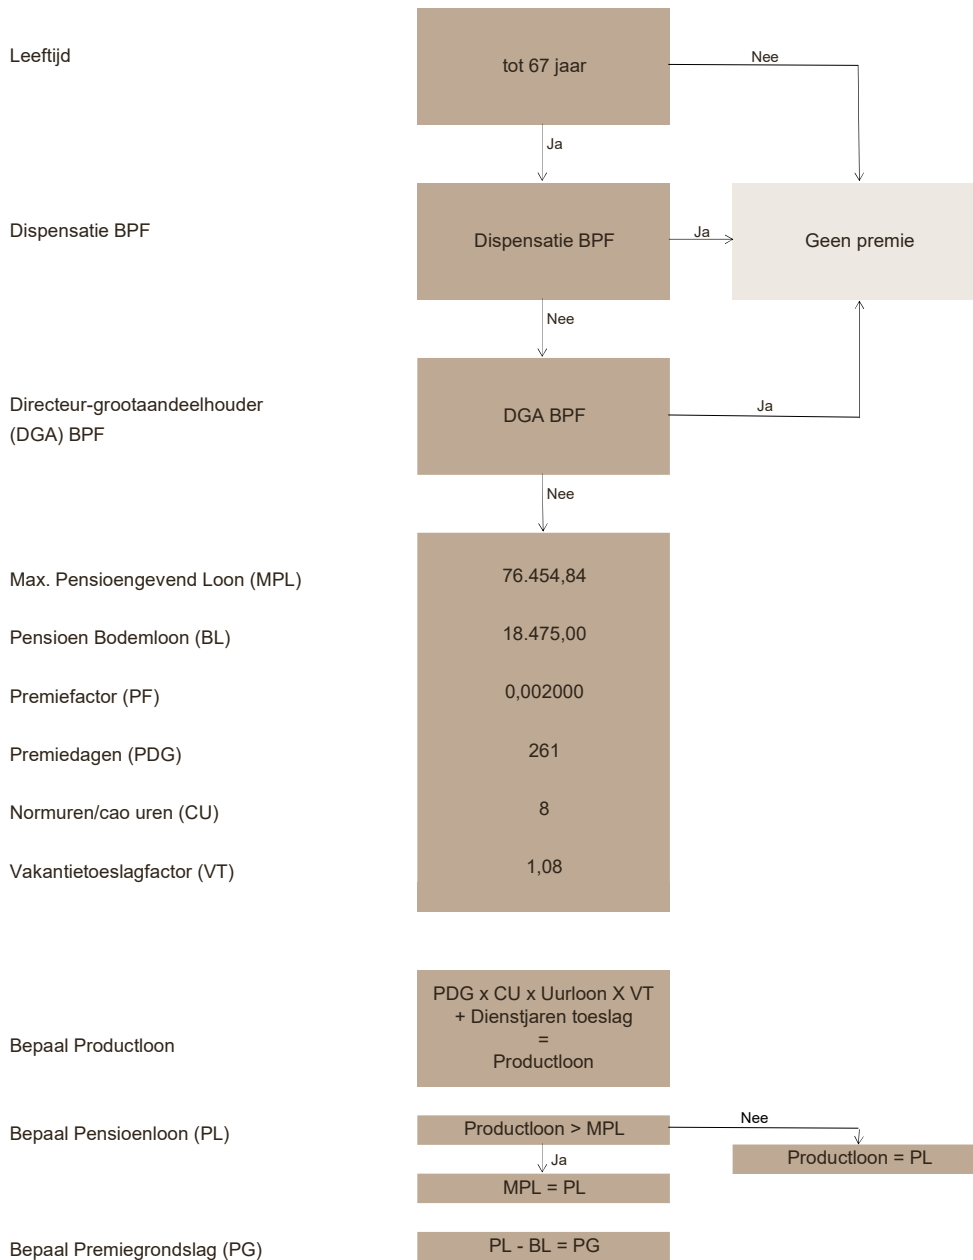 Leeftijd
tot 67 jaar
Nee
Ja
Dispensatie BPF
Dispensatie BPF
Ja
Geen premie
Nee
Directeur-grootaandeelhouder
(DGA) BPF
DGA BPF
Ja
Nee
Max. Pensioengevend Loon (MPL)
76.454,84
Pensioen Bodemloon (BL)
18.475,00
Premiefactor (PF)
0,002000
Premiedagen (PDG)
261
Normuren/cao uren (CU)
8
Vakantietoeslagfactor (VT)
1,08
Bepaal Productloon
PDG x CU x Uurloon X VT
+ Dienstjaren toeslag
=
Productloon
Bepaal Pensioenloon (PL)
Productloon > MPL
Nee
Ja
Productloon = PL
MPL = PL
Bepaal Premiegrondslag (PG)
PL - BL = PG